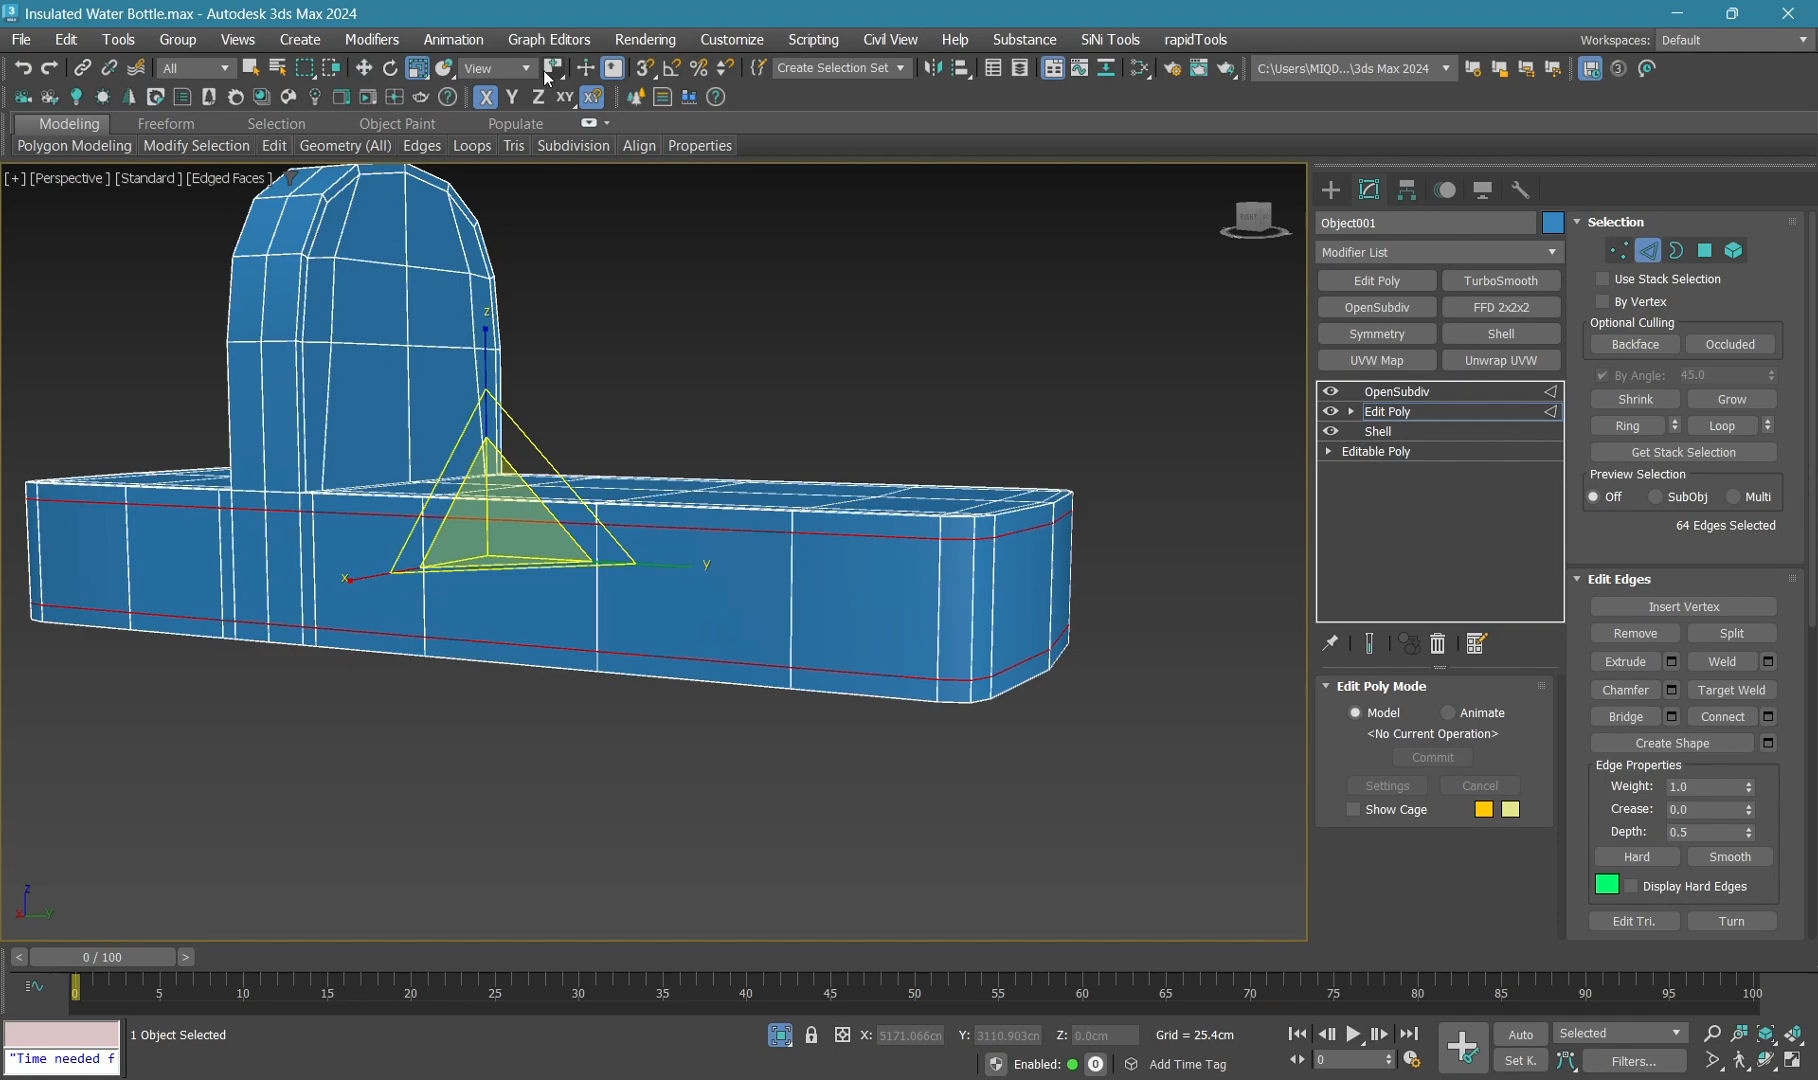 Insulated Water Bottle.max - Autodesk 3ds Max 2024
File Edit Tools Group Views Create Modifiers Animation Graph Editors Rendering Customize Scripting Civil View Help Substance SiNi Tools rapidTools
Workspaces: Default
All View Create Selection Set C:\Users\MIQD...\3ds Max 2024
X Y Z XY
Modeling Freeform Selection Object Paint Populate
Polygon Modeling Modify Selection Edit Geometry (All) Edges Loops Tris Subdivision Align Properties
[+] [Perspective ] [Standard ] [Edged Faces ]
RIGHT
z
x
y
Object001
Modifier List
Edit Poly TurboSmooth
OpenSubdiv FFD 2x2x2
Symmetry Shell
UVW Map Unwrap UVW
OpenSubdiv
Edit Poly
Shell
Editable Poly
Edit Poly Mode
Model Animate
<No Current Operation>
Commit
Settings Cancel
Show Cage
Selection
Use Stack Selection
By Vertex
Optional Culling
Backface Occluded
By Angle: 45.0
Shrink Grow
Ring Loop
Get Stack Selection
Preview Selection
Off SubObj Multi
64 Edges Selected
Edit Edges
Insert Vertex
Remove Split
Extrude Weld
Chamfer Target Weld
Bridge Connect
Create Shape
Edge Properties
Weight: 1.0
Crease: 0.0
Depth: 0.5
Hard Smooth
Display Hard Edges
Edit Tri. Turn
z
x y
< 0 / 100 >
0 5 10 15 20 25 30 35 40 45 50 55 60 65 70 75 80 85 90 95 100
1 Object Selected
"Time needed f
X: 5171.066cm Y: 3110.903cm Z: 0.0cm Grid = 25.4cm
Enabled: 0 Add Time Tag
0
Auto Selected
Set K. Filters...